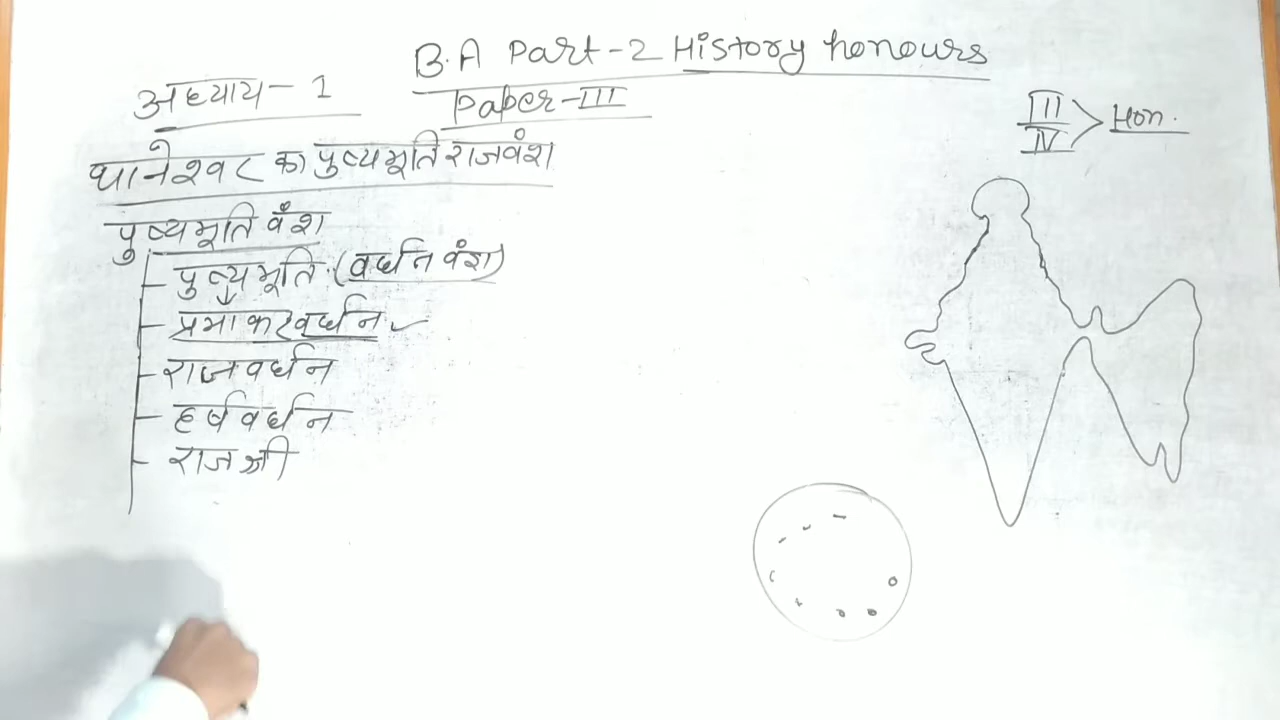 B.A Part-2 History honours
अध्याय- 1
Paper-III
III
IV
Hon.
थानेश्वर का पुष्यभूति राजवंश
पुष्यभूति वंश
पुष्यभूति (वर्धन वंश)
प्रभाकरवर्धन
राजवर्धन
हर्षवर्धन
राजश्री